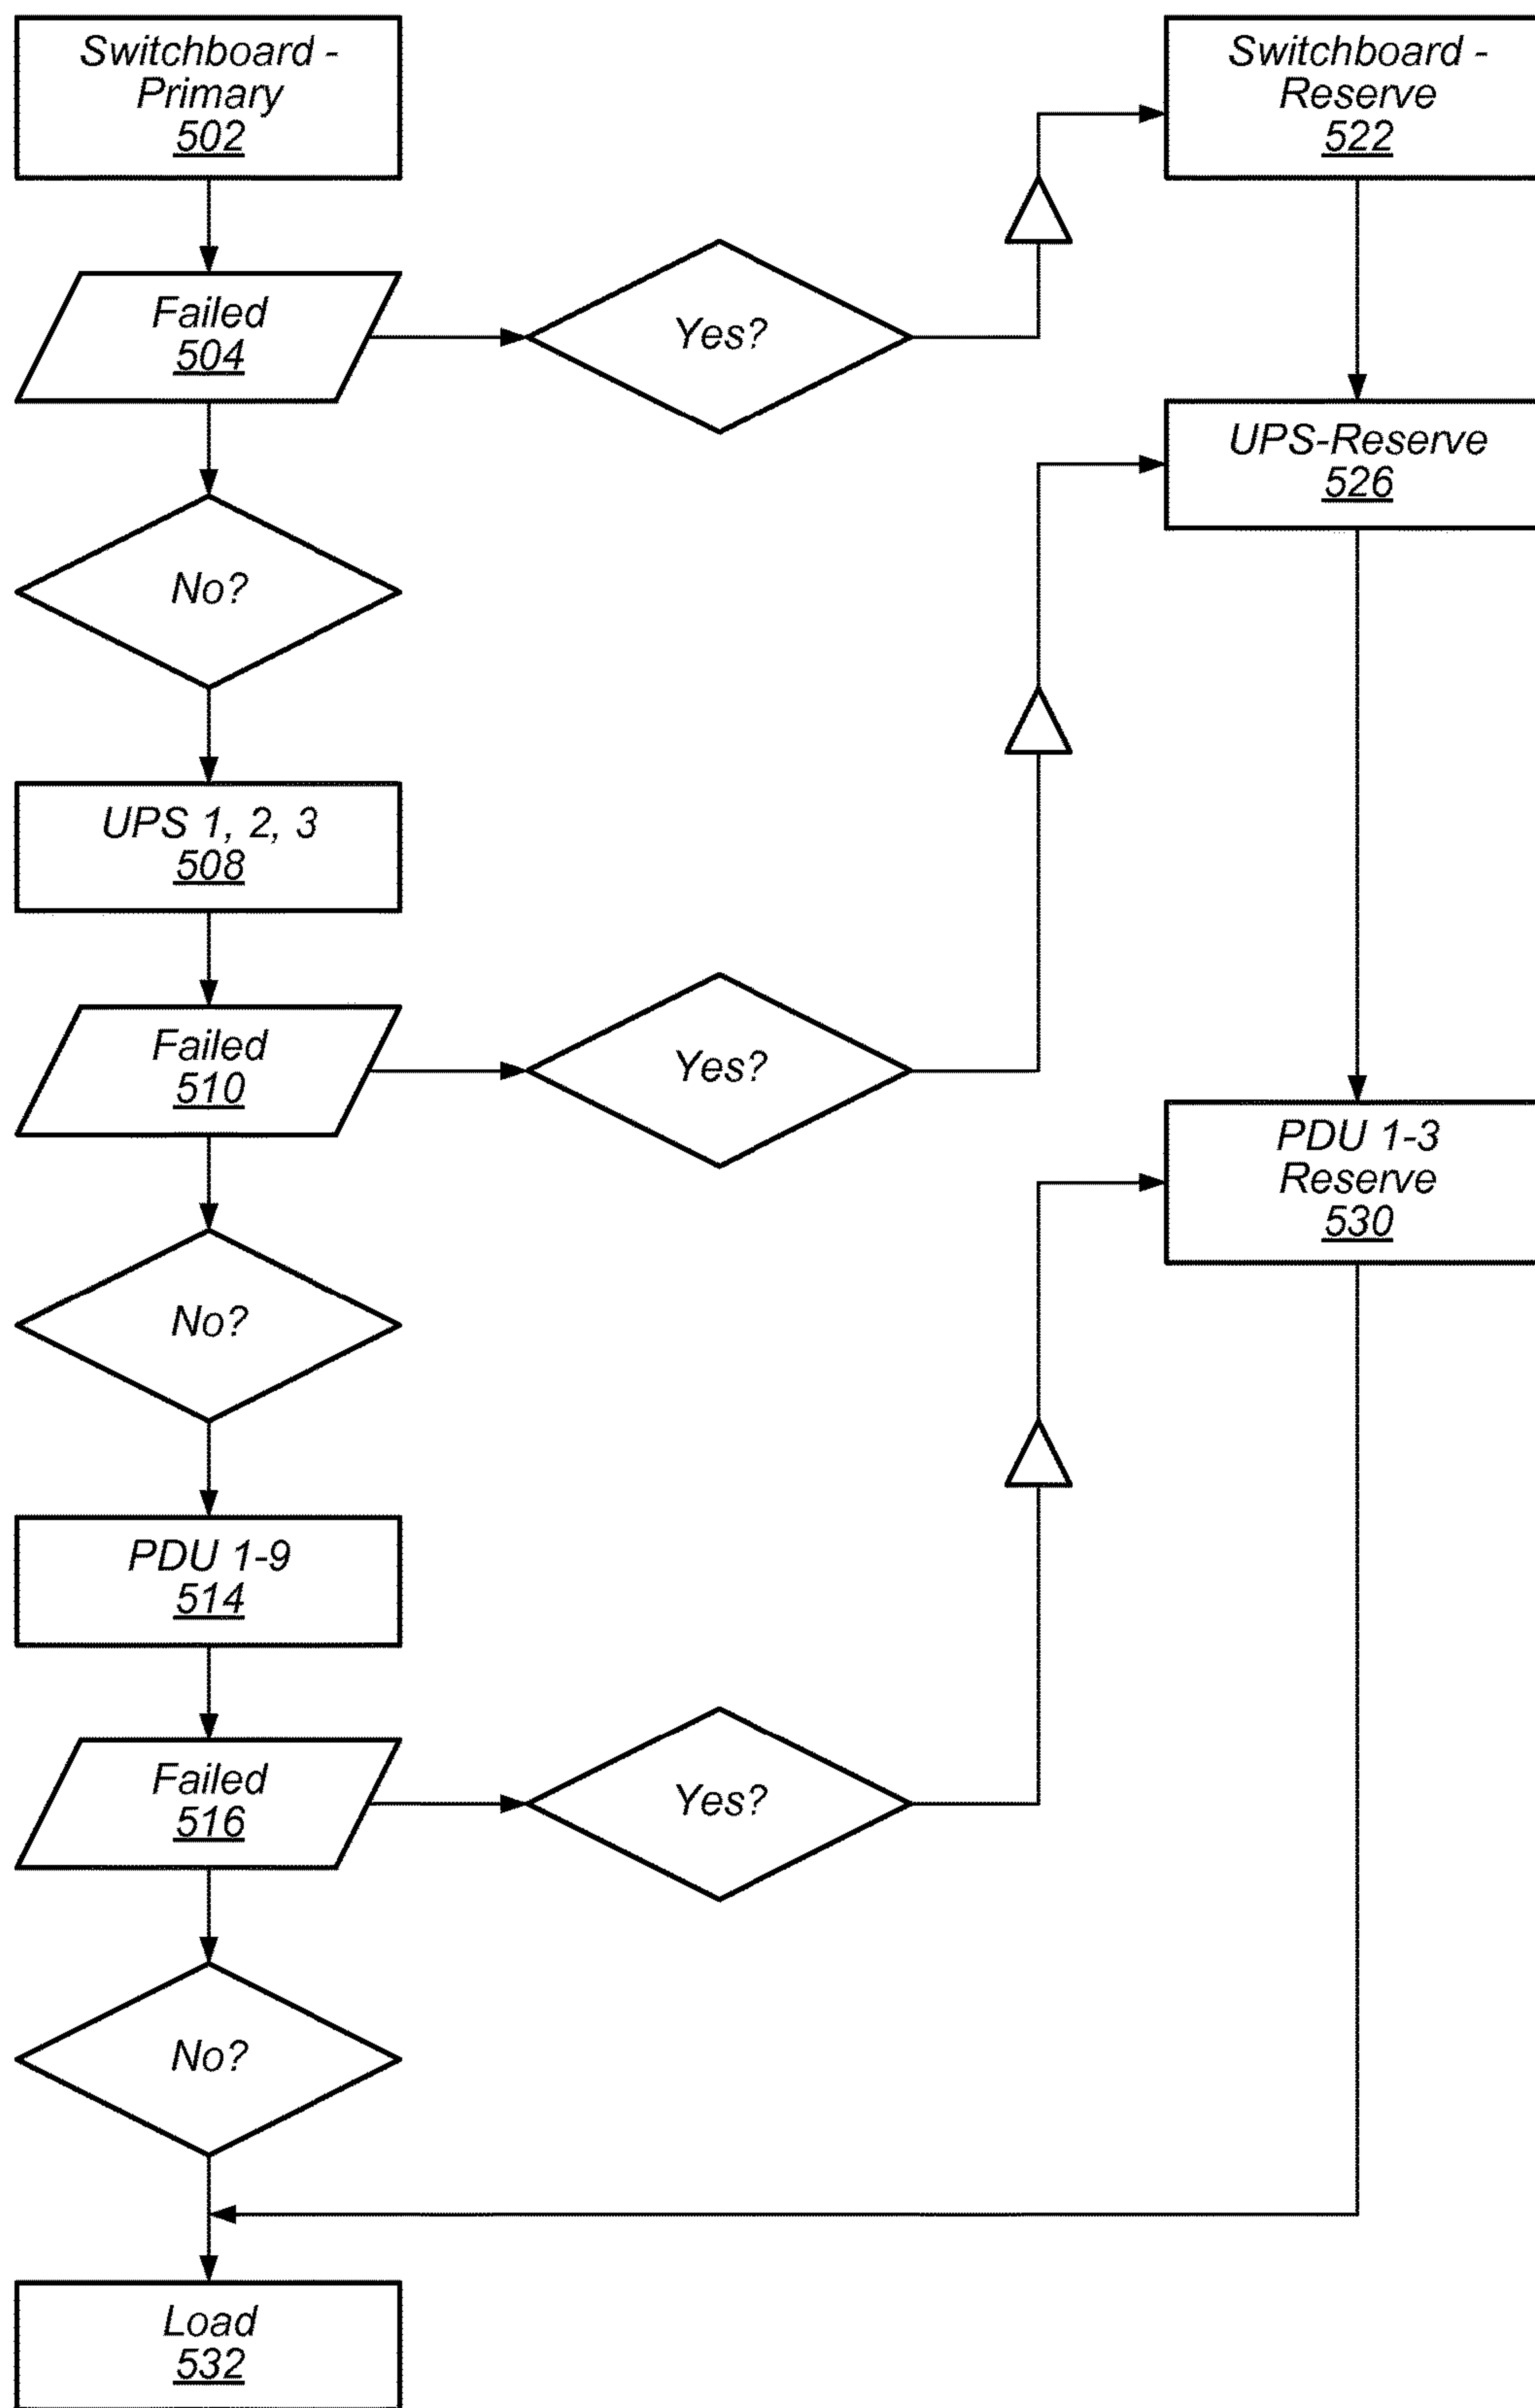 Switchboard -
Primary
502
Switchboard -
Reserve
522
Failed
504
Yes?
UPS-Reserve
526
No?
UPS 1, 2, 3
508
Failed
510
Yes?
PDU 1-3
Reserve
530
No?
PDU 1-9
514
Failed
516
Yes?
No?
Load
532